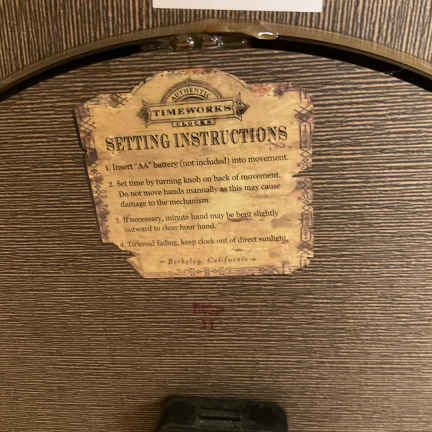 AUTHENTIC
TIMEWORKS
CLOCKS
SETTING INSTRUCTIONS
1. Insert "AA" battery (not included) into movement.
2. Set time by turning knob on back of movement.
Do not move hands manually as this may cause
damage to the mechanism
3. If necessary, minute hand may be bent slightly
outward to clear hour hand.
4. To avoid fading, keep clock out of direct sunlight.
~ Berkeley, California ~